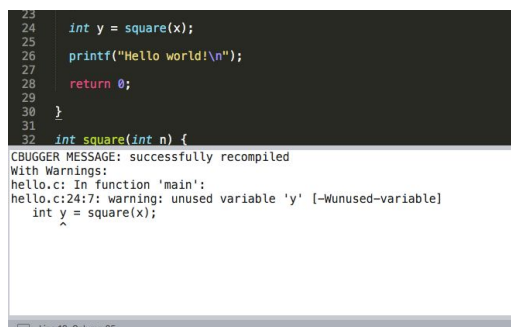 23
24 int y = square(x);
25
26 printf("Hello world!\n");
27
28 return 0;
29
30 }
31
32 int square(int n) {
CBUGGER MESSAGE: successfully recompiled
With Warnings:
hello.c: In function 'main':
hello.c:24:7: warning: unused variable 'y' [-Wunused-variable]
int y = square(x);
^